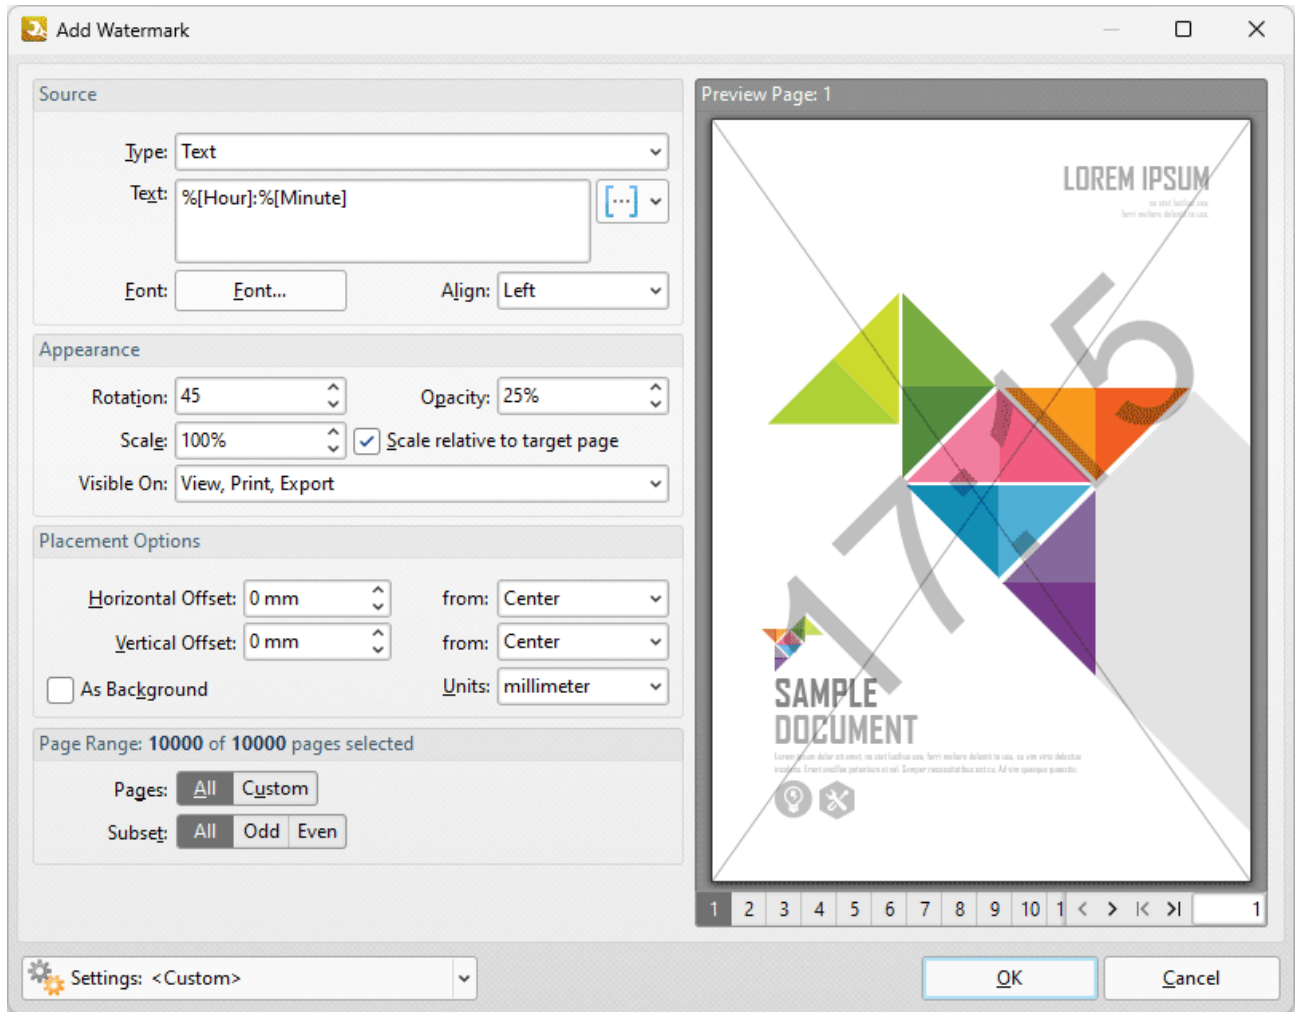 Add Watermark
Source
Type: Text
Text: %[Hour]:%[Minute]
Font: Font... Align: Left
Appearance
Rotation: 45 Opacity: 25%
Scale: 100% Scale relative to target page
Visible On: View, Print, Export
Placement Options
Horizontal Offset: 0 mm from: Center
Vertical Offset: 0 mm from: Center
As Background Units: millimeter
Page Range: 10000 of 10000 pages selected
Pages: All Custom
Subset: All Odd Even
Preview Page: 1
LOREM IPSUM
17:15
SAMPLE
DOCUMENT
1 2 3 4 5 6 7 8 9 10 1 1
Settings: <Custom>
OK Cancel